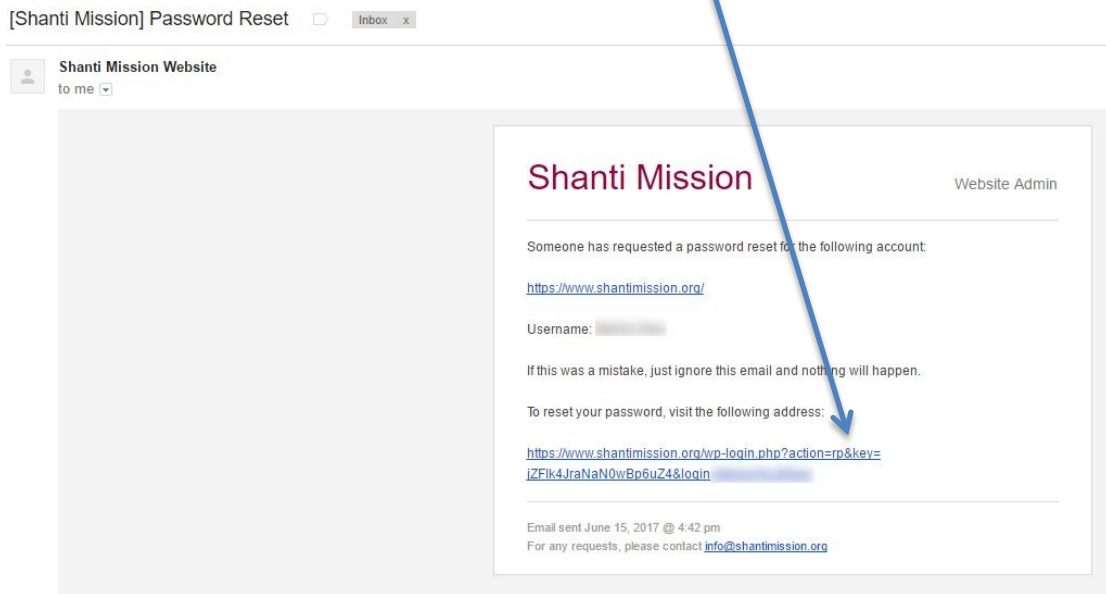 [Shanti Mission] Password Reset
Inbox x
Shanti Mission Website
to me
Shanti Mission
Website Admin
Someone has requested a password reset for the following account:
https://www.shantimission.org/
Username:
If this was a mistake, just ignore this email and nothing will happen.
To reset your password, visit the following address:
https://www.shantimission.org/wp-login.php?action=rp&key=
jZFlk4JraNaN0wBp6uZ4&login
Email sent June 15, 2017 @ 4:42 pm
For any requests, please contact info@shantimission.org